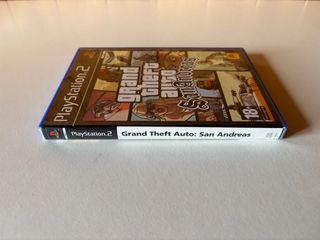 PlayStation.2
grand
theft
auto
San Andreas
18
PlayStation.2 Grand Theft Auto: San Andreas